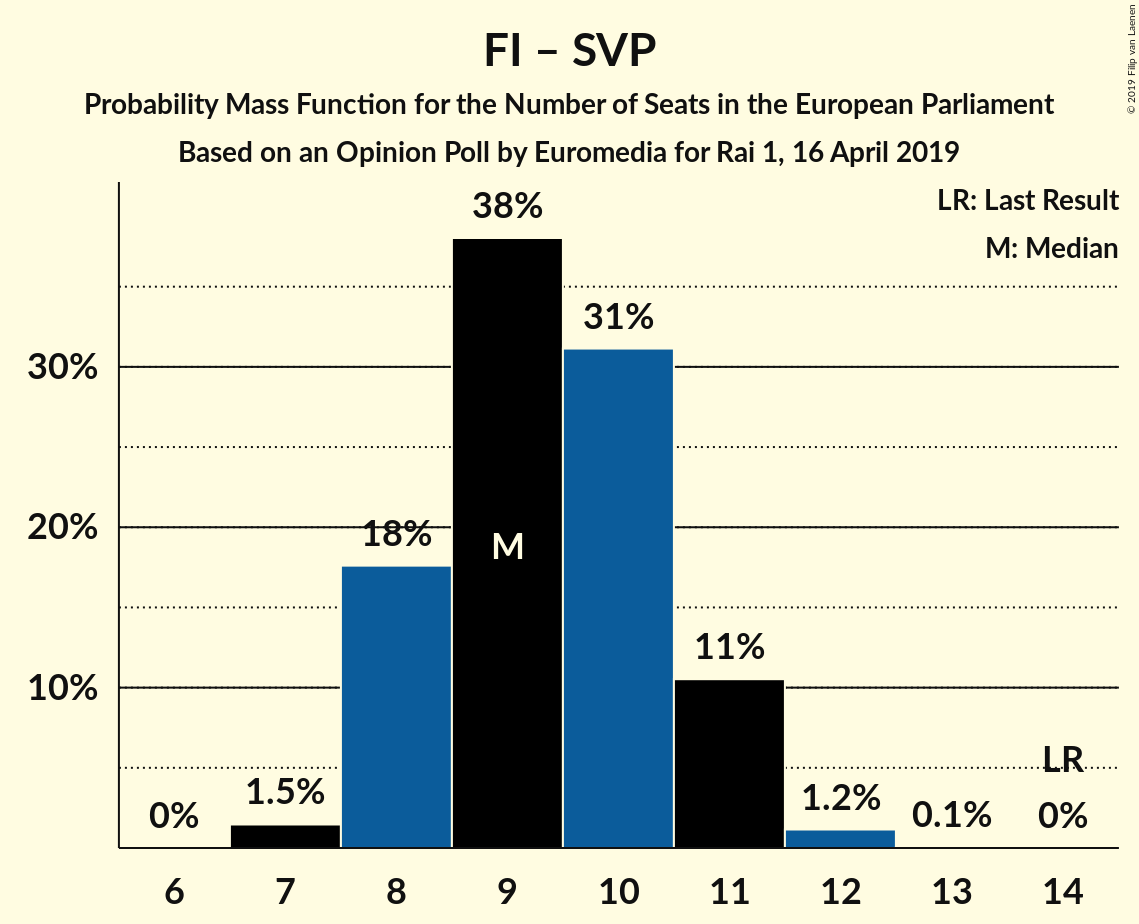 FI – SVP
Probability Mass Function for the Number of Seats in the European Parliament
Based on an Opinion Poll by Euromedia for Rai 1, 16 April 2019
© 2019 Filip van Laenen
LR: Last Result
M: Median
38%
31%
30%
20%
18%
M
11%
10%
LR
1.5%
1.2%
0%
0.1%
0%
6 7 8 9 10 11 12 13 14